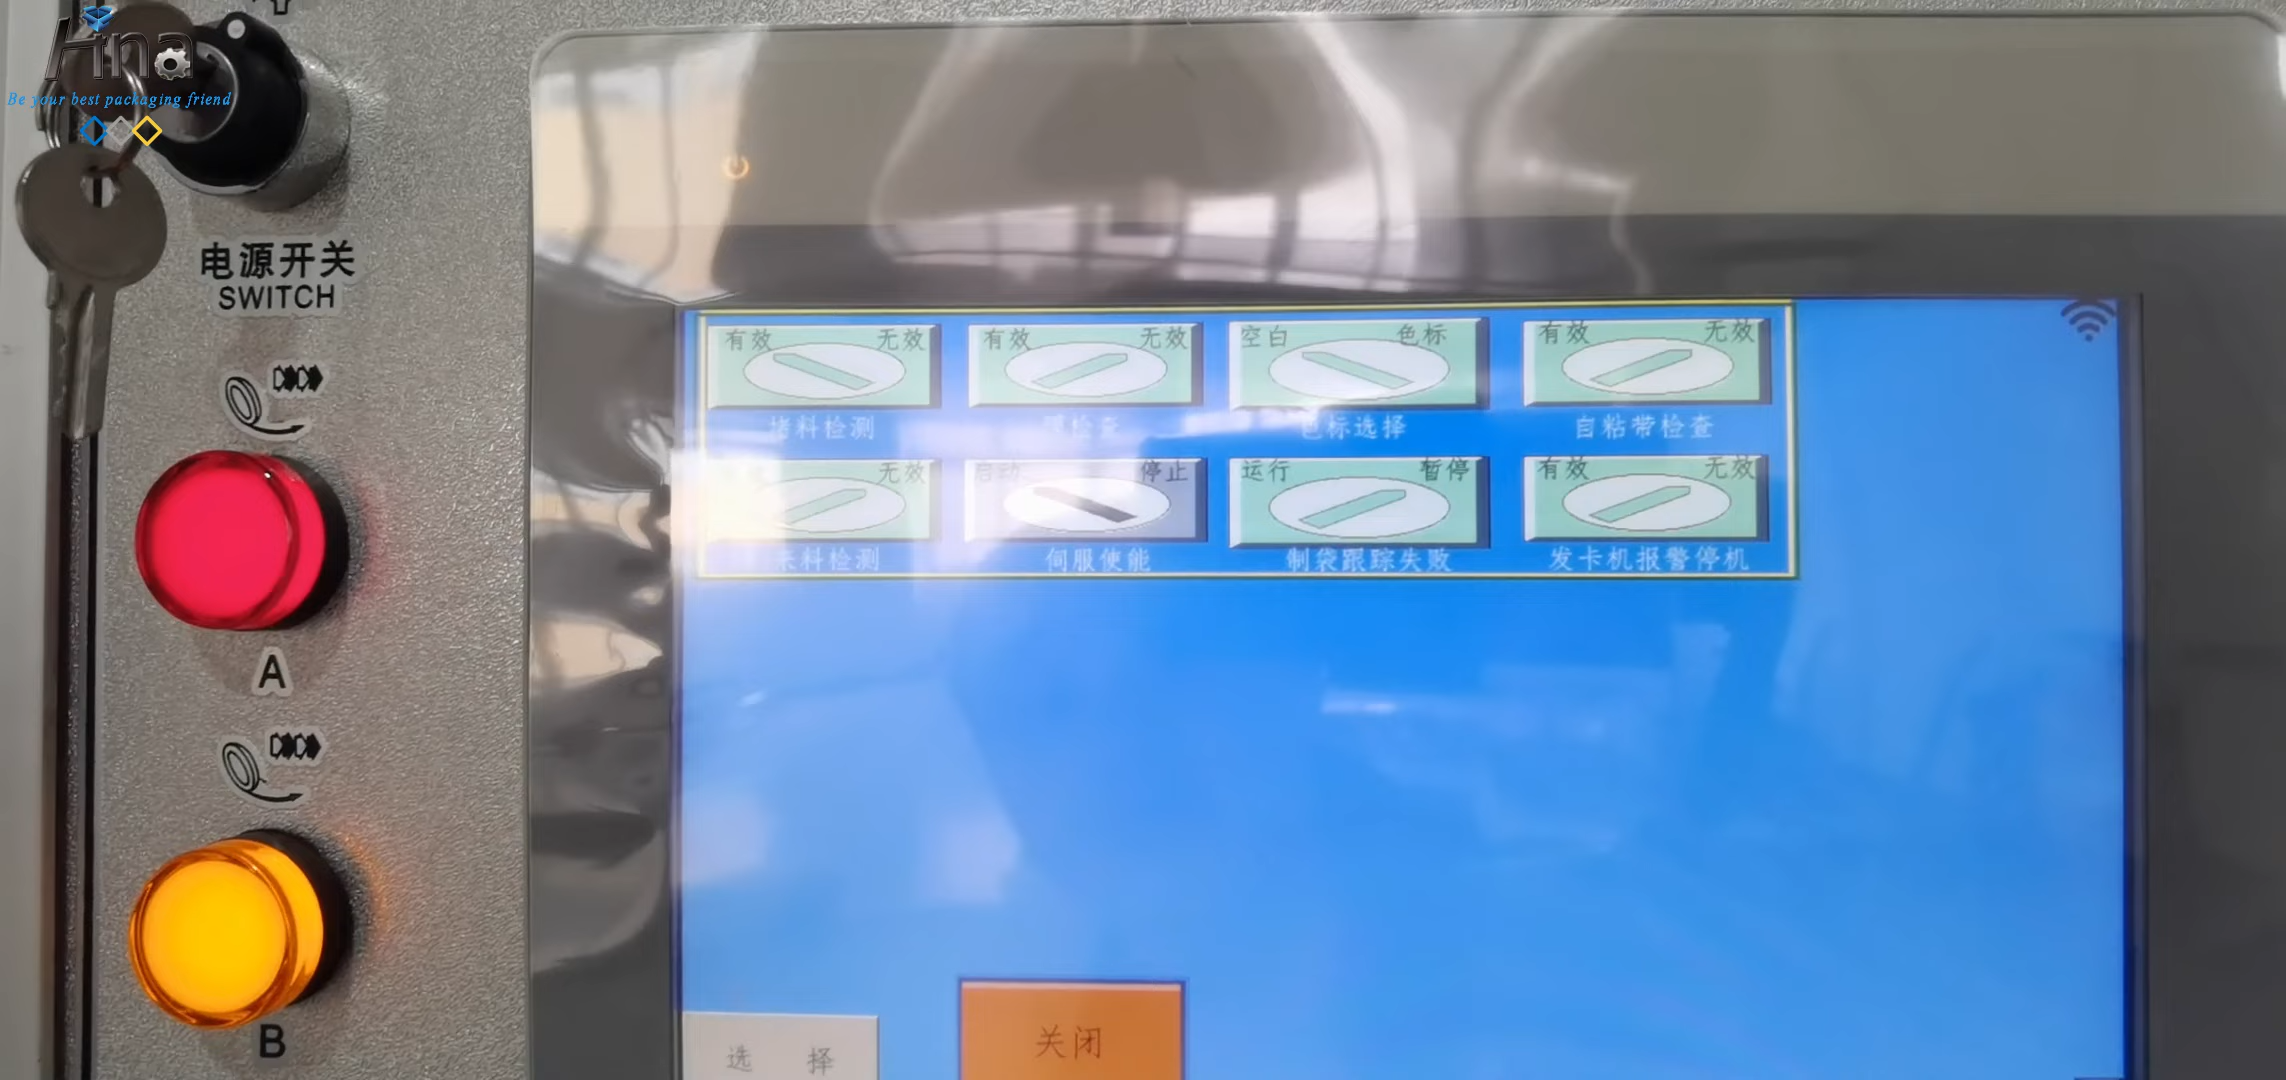 Hna
Be your best packaging friend
电源开关
SWITCH
A
B
有效 无效
有效 无效
空白 色标
有效 无效
堵料检测
膜检查
色标选择
自粘带检查
无效
启动 停止
运行 暂停
有效 无效
来料检测
伺服使能
制袋跟踪失败
发卡机报警停机
选 择
关闭